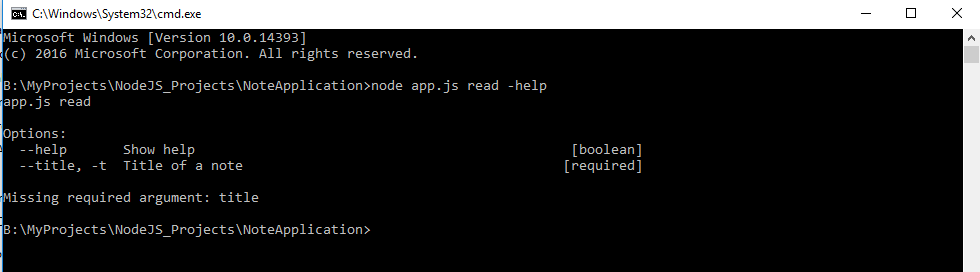 C:\Windows\System32\cmd.exe
Microsoft Windows [Version 10.0.14393]
(c) 2016 Microsoft Corporation. All rights reserved.
B:\MyProjects\NodeJS_Projects\NoteApplication>node app.js read -help
app.js read
Options:
--help Show help [boolean]
--title, -t Title of a note [required]
Missing required argument: title
B:\MyProjects\NodeJS_Projects\NoteApplication>